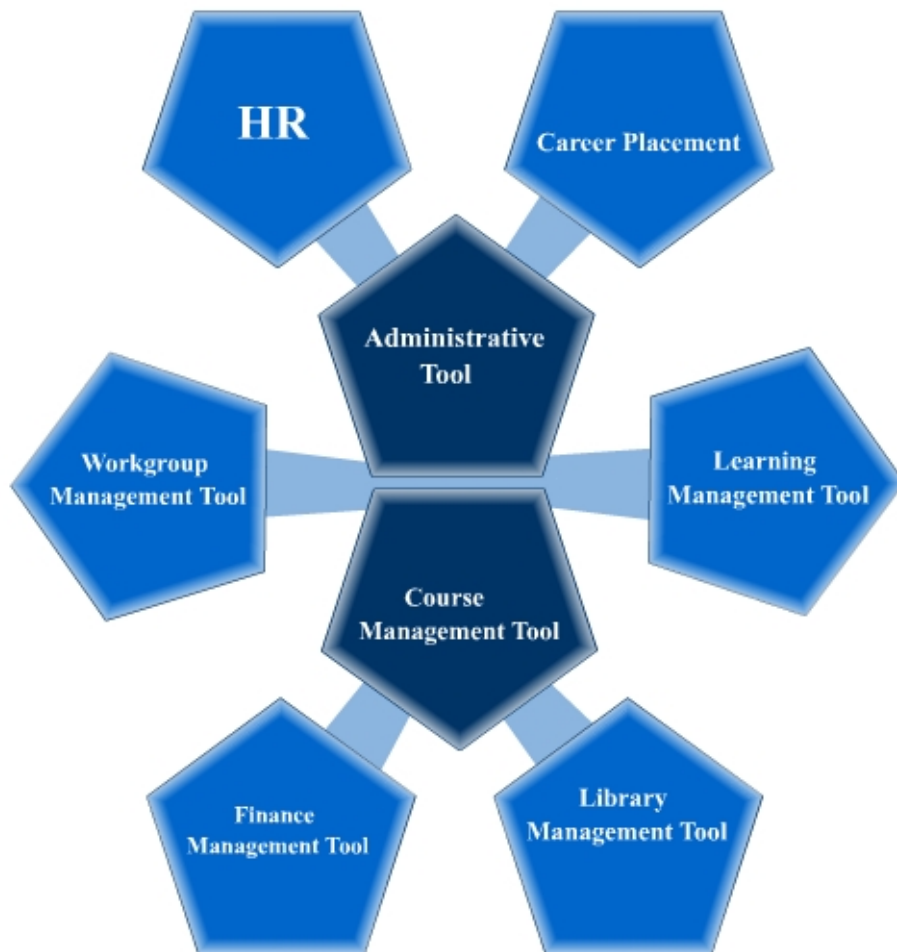 HR
Career Placement
Administrative
Tool
Workgroup
Management Tool
Learning
Management Tool
Course
Management Tool
Finance
Management Tool
Library
Management Tool